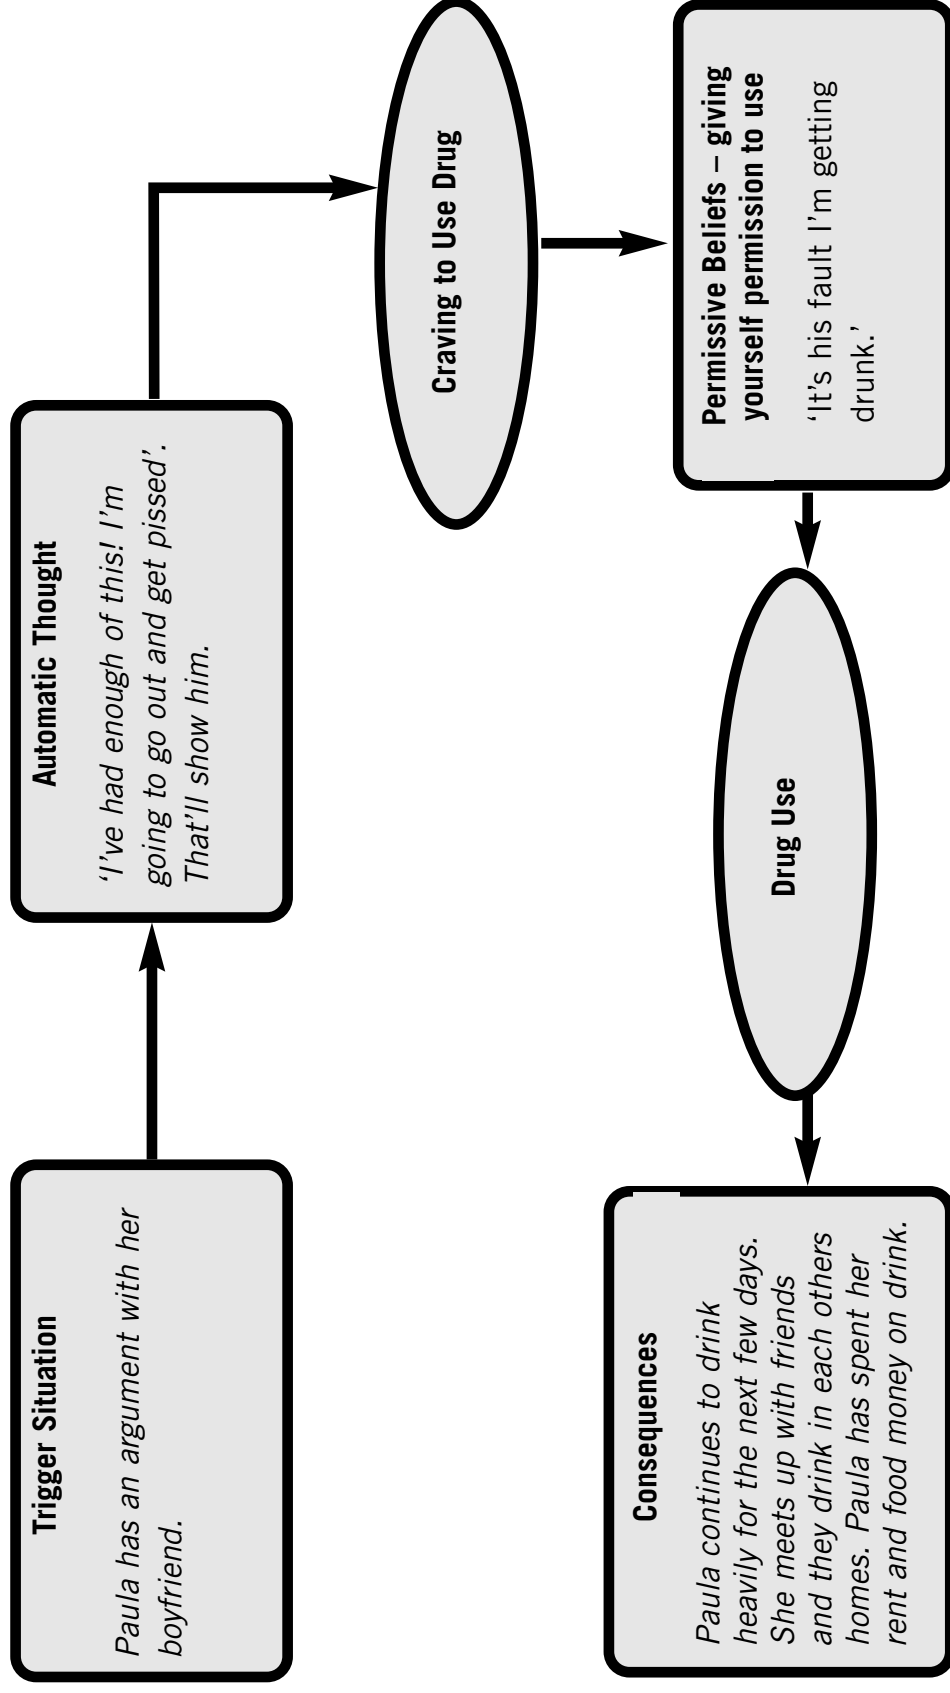 Trigger Situation
Paula has an argument with her
boyfriend.
Automatic Thought
‘I’ve had enough of this! I’m
going to go out and get pissed’.
That’ll show him.
Craving to Use Drug
Permissive Beliefs – giving
yourself permission to use
‘It’s his fault I’m getting
drunk.’
Drug Use
Consequences
Paula continues to drink
heavily for the next few days.
She meets up with friends
and they drink in each others
homes. Paula has spent her
rent and food money on drink.